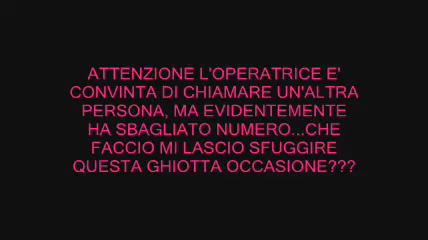 ATTENZIONE L'OPERATRICE E'
CONVINTA DI CHIAMARE UN'ALTRA
PERSONA, MA EVIDENTEMENTE
HA SBAGLIATO NUMERO...CHE
FACCIO MI LASCIO SFUGGIRE
QUESTA GHIOTTA OCCASIONE???